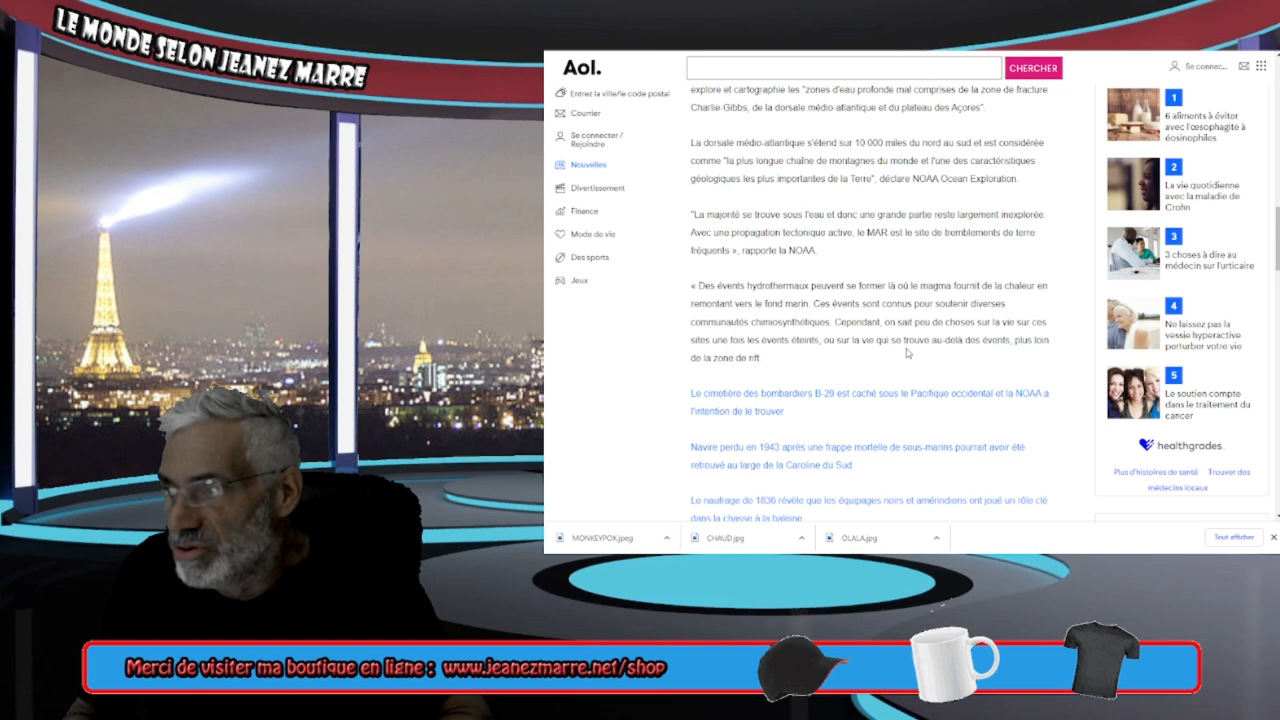 LE MONDE SELON JEANEZ MARRE
Aol.
CHERCHER
Se connec...
Entrez la ville/le code postal
Courrier
Se connecter /
Rejoindre
Nouvelles
Divertissement
Finance
Mode de vie
Des sports
Jeux
explore et cartographie les "zones d'eau profonde mal comprises de la zone de fracture
Charlie-Gibbs, de la dorsale médio-atlantique et du plateau des Açores".
La dorsale médio-atlantique s'étend sur 10 000 miles du nord au sud et est considérée
comme "la plus longue chaîne de montagnes du monde et l'une des caractéristiques
géologiques les plus importantes de la Terre", déclare NOAA Ocean Exploration.
"La majorité se trouve sous l'eau et donc une grande partie reste largement inexplorée.
Avec une propagation tectonique active, le MAR est le site de tremblements de terre
fréquents », rapporte la NOAA.
« Des évents hydrothermaux peuvent se former là où le magma fournit de la chaleur en
remontant vers le fond marin. Ces évents sont connus pour soutenir diverses
communautés chimiosynthétiques. Cependant, on sait peu de choses sur la vie sur ces
sites une fois les évents éteints, ou sur la vie qui se trouve au-delà des évents, plus loin
de la zone de rift
Le cimetière des bombardiers B-29 est caché sous le Pacifique occidental et la NOAA a
l'intention de le trouver
Navire perdu en 1943 après une frappe mortelle de sous-marins pourrait avoir été
retrouvé au large de la Caroline du Sud
Le naufrage de 1836 révèle que les équipages noirs et amérindiens ont joué un rôle clé
dans la chasse à la baleine
1
6 aliments à éviter
avec l'œsophagite à
éosinophiles
2
La vie quotidienne
avec la maladie de
Crohn
3
3 choses à dire au
médecin sur l'urticaire
4
Ne laissez pas la
vessie hyperactive
perturber votre vie
5
Le soutien compte
dans le traitement du
cancer
healthgrades.
Plus d'histoires de santé Trouver des
médecins locaux
MONKEYPOX.jpeg
CHAUD.jpg
OLALA.jpg
Tout afficher
Merci de visiter ma boutique en ligne : www.jeanezmarre.net/shop